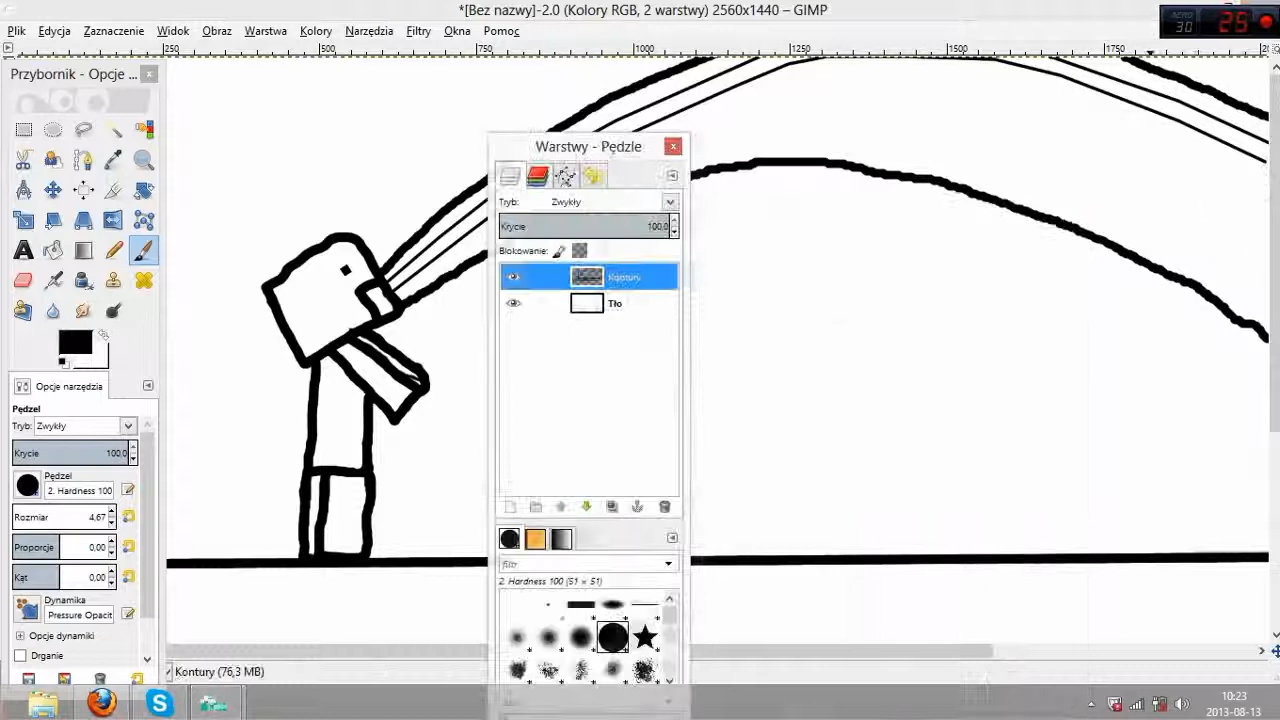 *[Bez nazwy]-2.0 (Kolory RGB, 2 warstwy) 2560x1440 – GIMP
AERO 30 25
Plik Zaznaczenie Widok Warstwa Kolory Narzędzia Filtry Pomoc
250 500 750 1000 1250 1500 1750
Przybornik - Opcje ...
Warstwy - Pędzle
Tryb: Zwykły
Krycie 100,0
Blokowanie:
Kontury
Tło
Opcje narzędzia
Pędzel
Tryb: Zwykły
100,0
Pędzel
2. Hardness 100
Rozmiar 4,67
Proporcje 0,00
Kąt 0,00
Dynamika
Pressure Opacit
Opcje dynamiki
Drganie
filtr
2. Hardness 100 (51 × 51)
Kontury (76,3 MB)
10:23
2013-08-13